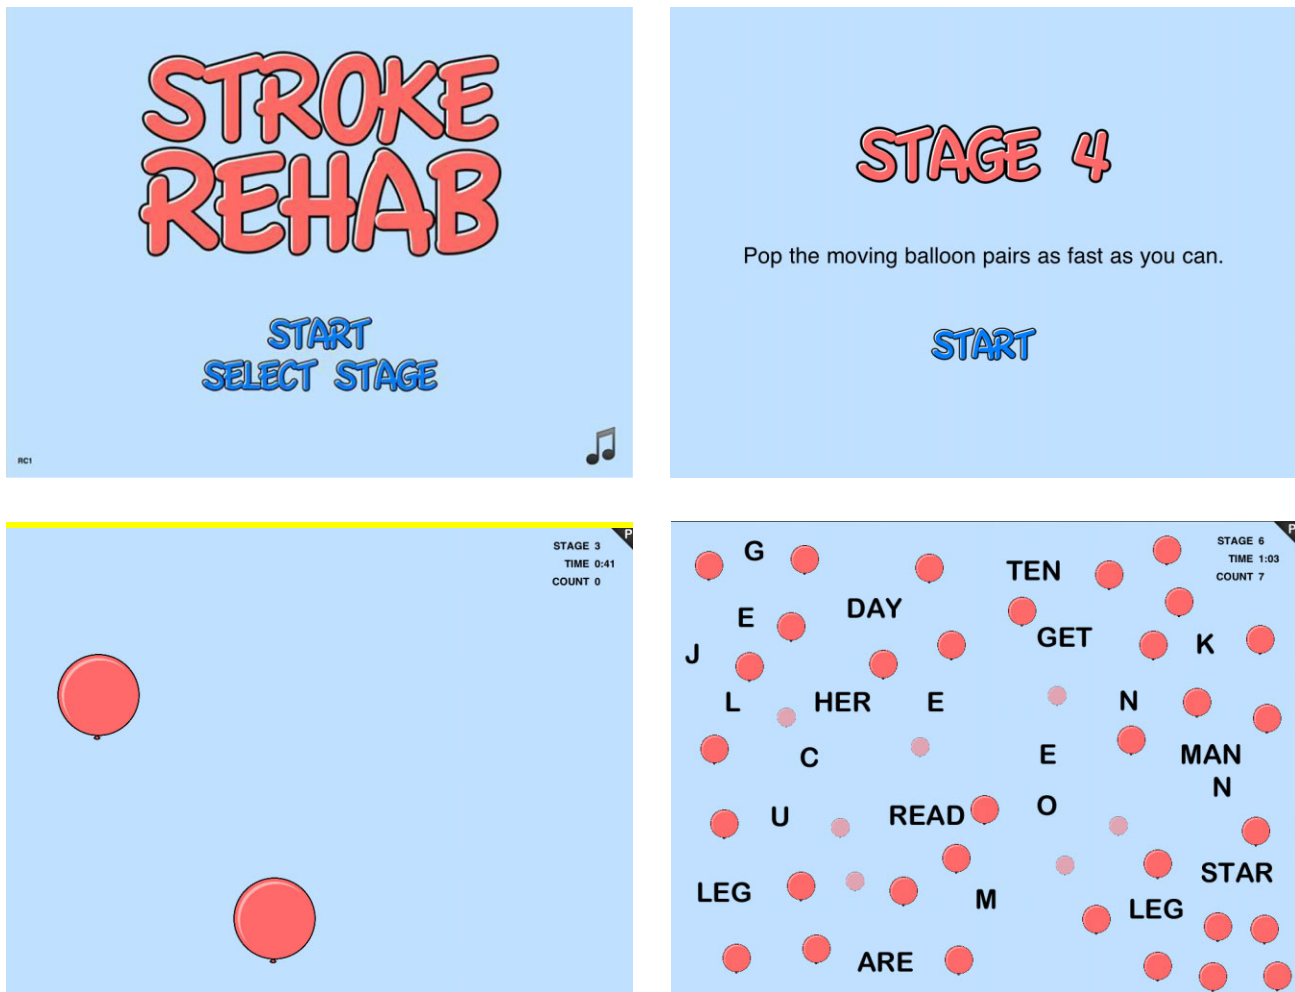 STROKE
REHAB
START
SELECT STAGE
RC1
STAGE 4
Pop the moving balloon pairs as fast as you can.
START
P
STAGE 3
TIME 0:41
COUNT 0
P
STAGE 6
TIME 1:03
COUNT 7
G
TEN
E
DAY
GET
K
J
L
HER
E
N
C
E
MAN
N
U
READ
O
STAR
LEG
M
LEG
ARE